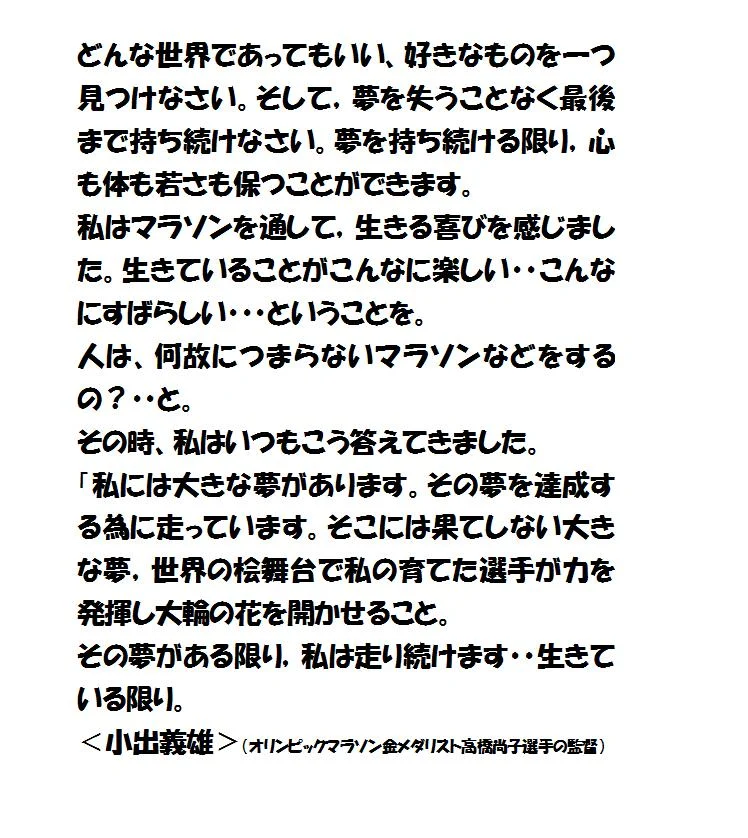 どんな世界であってもいい、好きなものを一つ
見つけなさい。そして，夢を失うことなく最後
まで持ち続けなさい。夢を持ち続ける限り，心
も体も若さも保つことができます。
私はマラソンを通して，生きる喜びを感じまし
た。生きていることがこんなに楽しい‥こんな
にすばらしい･･･ということを。
人は、何故につまらないマラソンなどをする
の？‥と。
その時、私はいつもこう答えてきました。
「私には大きな夢があります。その夢を達成す
る為に走っています。そこには果てしない大き
な夢，世界の桧舞台で私の育てた選手が力を
発揮し大輪の花を開かせること。
その夢がある限り，私は走り続けます‥生きて
いる限り。
＜小出義雄＞（オリンピックマラソン金メダリスト高橋尚子選手の監督）